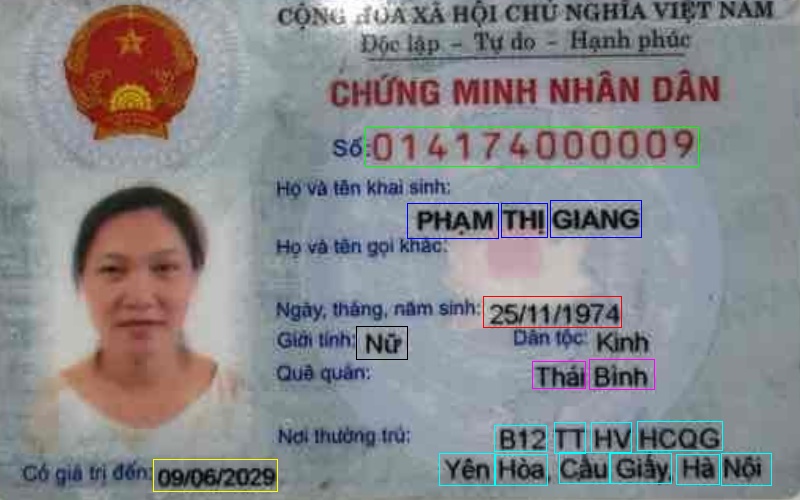 CỘNG HÒA XÃ HỘI CHỦ NGHĨA VIỆT NAM
Độc lập - Tự do - Hạnh phúc
CHỨNG MINH NHÂN DÂN
Số: 014174000009
Họ và tên khai sinh:
PHẠM THỊ GIANG
Họ và tên gọi khác:
Ngày, tháng, năm sinh: 25/11/1974
Giới tính: Nữ Dân tộc: Kinh
Quê quán: Thái Bình
Nơi thường trú: B12 TT HV HCQG
Yên Hòa, Cầu Giấy, Hà Nội
Có giá trị đến: 09/06/2029